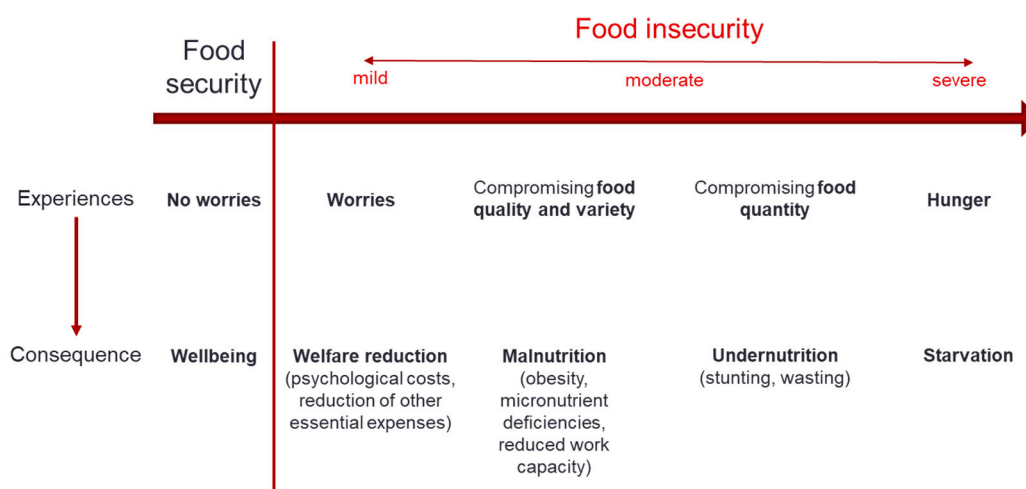 Food
security
Food insecurity
mild
moderate
severe
Experiences
No worries
Worries
Compromising food
quality and variety
Compromising food
quantity
Hunger
Consequence
Wellbeing
Welfare reduction
(psychological costs,
reduction of other
essential expenses)
Malnutrition
(obesity,
micronutrient
deficiencies,
reduced work
capacity)
Undernutrition
(stunting, wasting)
Starvation